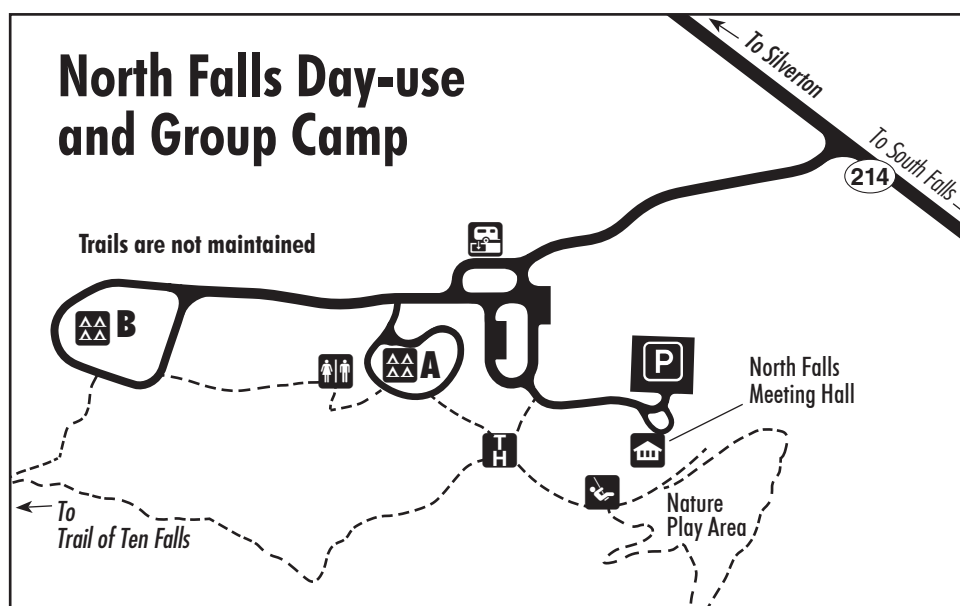 North Falls Day-use
and Group Camp
To Silverton
To South Falls
214
Trails are not maintained
B
A
P
North Falls
Meeting Hall
T
H
Nature
Play Area
To
Trail of Ten Falls